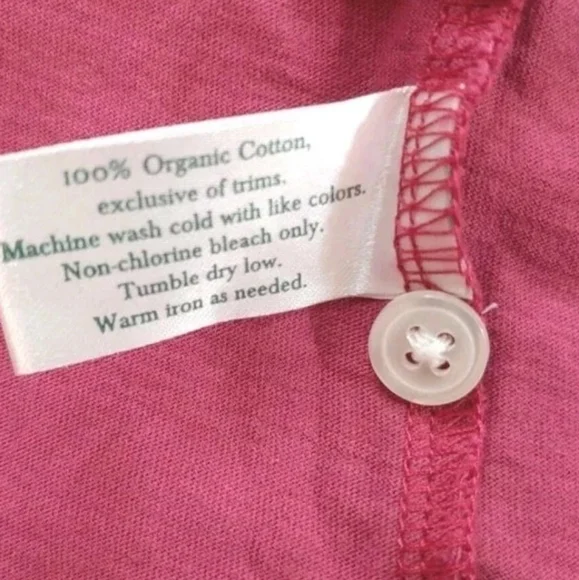 100% Organic Cotton,
exclusive of trims.
Machine wash cold with like colors.
Non-chlorine bleach only.
Tumble dry low.
Warm iron as needed.